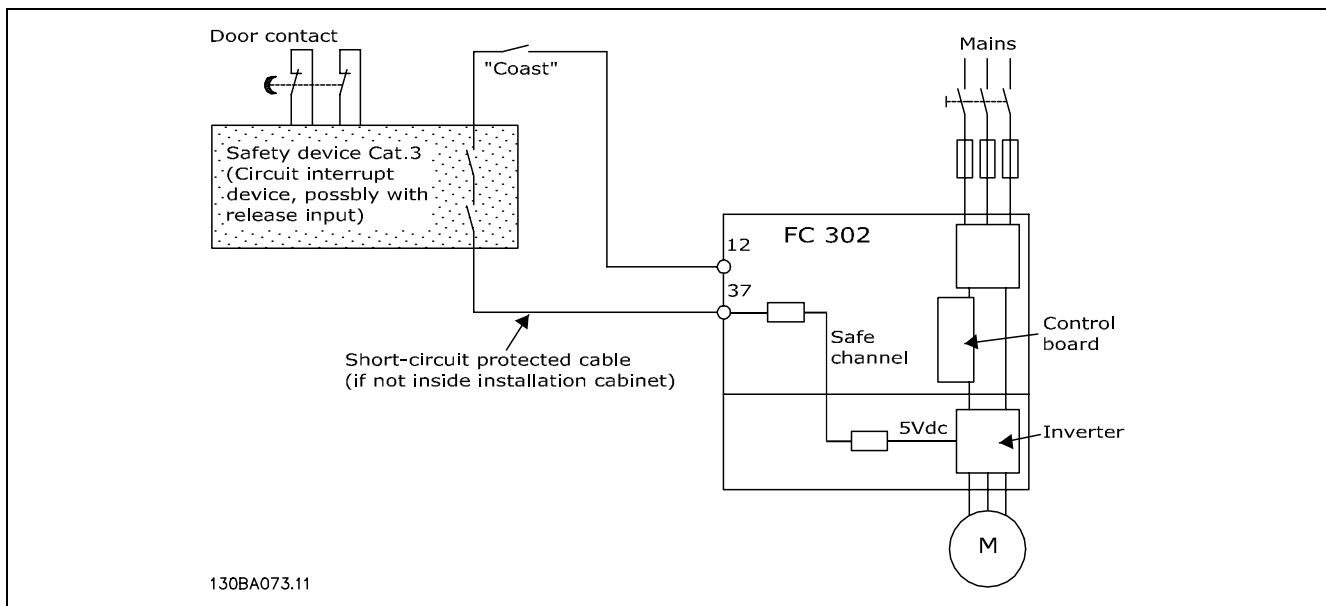 Door contact
"Coast"
Mains
Safety device Cat.3
(Circuit interrupt
device, possbly with
release input)
12
FC 302
37
Safe
channel
Control
board
Short-circuit protected cable
(if not inside installation cabinet)
5Vdc
Inverter
M
130BA073.11